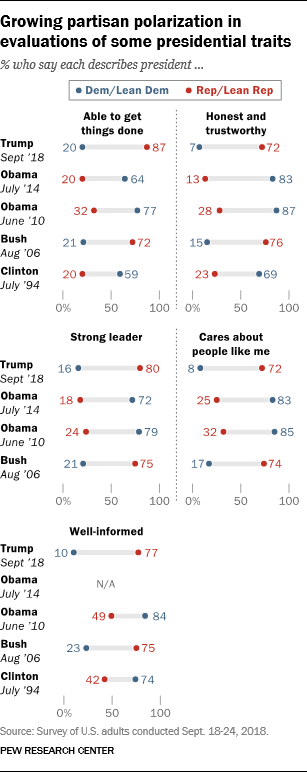 Growing partisan polarization in
evaluations of some presidential traits
% who say each describes president ...
Dem/Lean Dem Rep/Lean Rep
Able to get
things done
Honest and
trustworthy
Trump
Sept ’18
20 87 7 72
Obama
July ’14
20 64 13 83
Obama
June ’10
32 77 28 87
Bush
Aug ’06
21 72 15 76
Clinton
July ’94
20 59 23 69
0% 50 100 0% 50 100
Strong leader
Cares about
people like me
Trump
Sept ’18
16 80 8 72
Obama
July ’14
18 72 25 83
Obama
June ’10
24 79 32 85
Bush
Aug ’06
21 75 17 74
0% 50 100 0% 50 100
Well-informed
Trump
Sept ’18
10 77
Obama
July ’14
N/A
Obama
June ’10
49 84
Bush
Aug ’06
23 75
Clinton
July ’94
42 74
0% 50 100
Source: Survey of U.S. adults conducted Sept. 18-24, 2018.
PEW RESEARCH CENTER